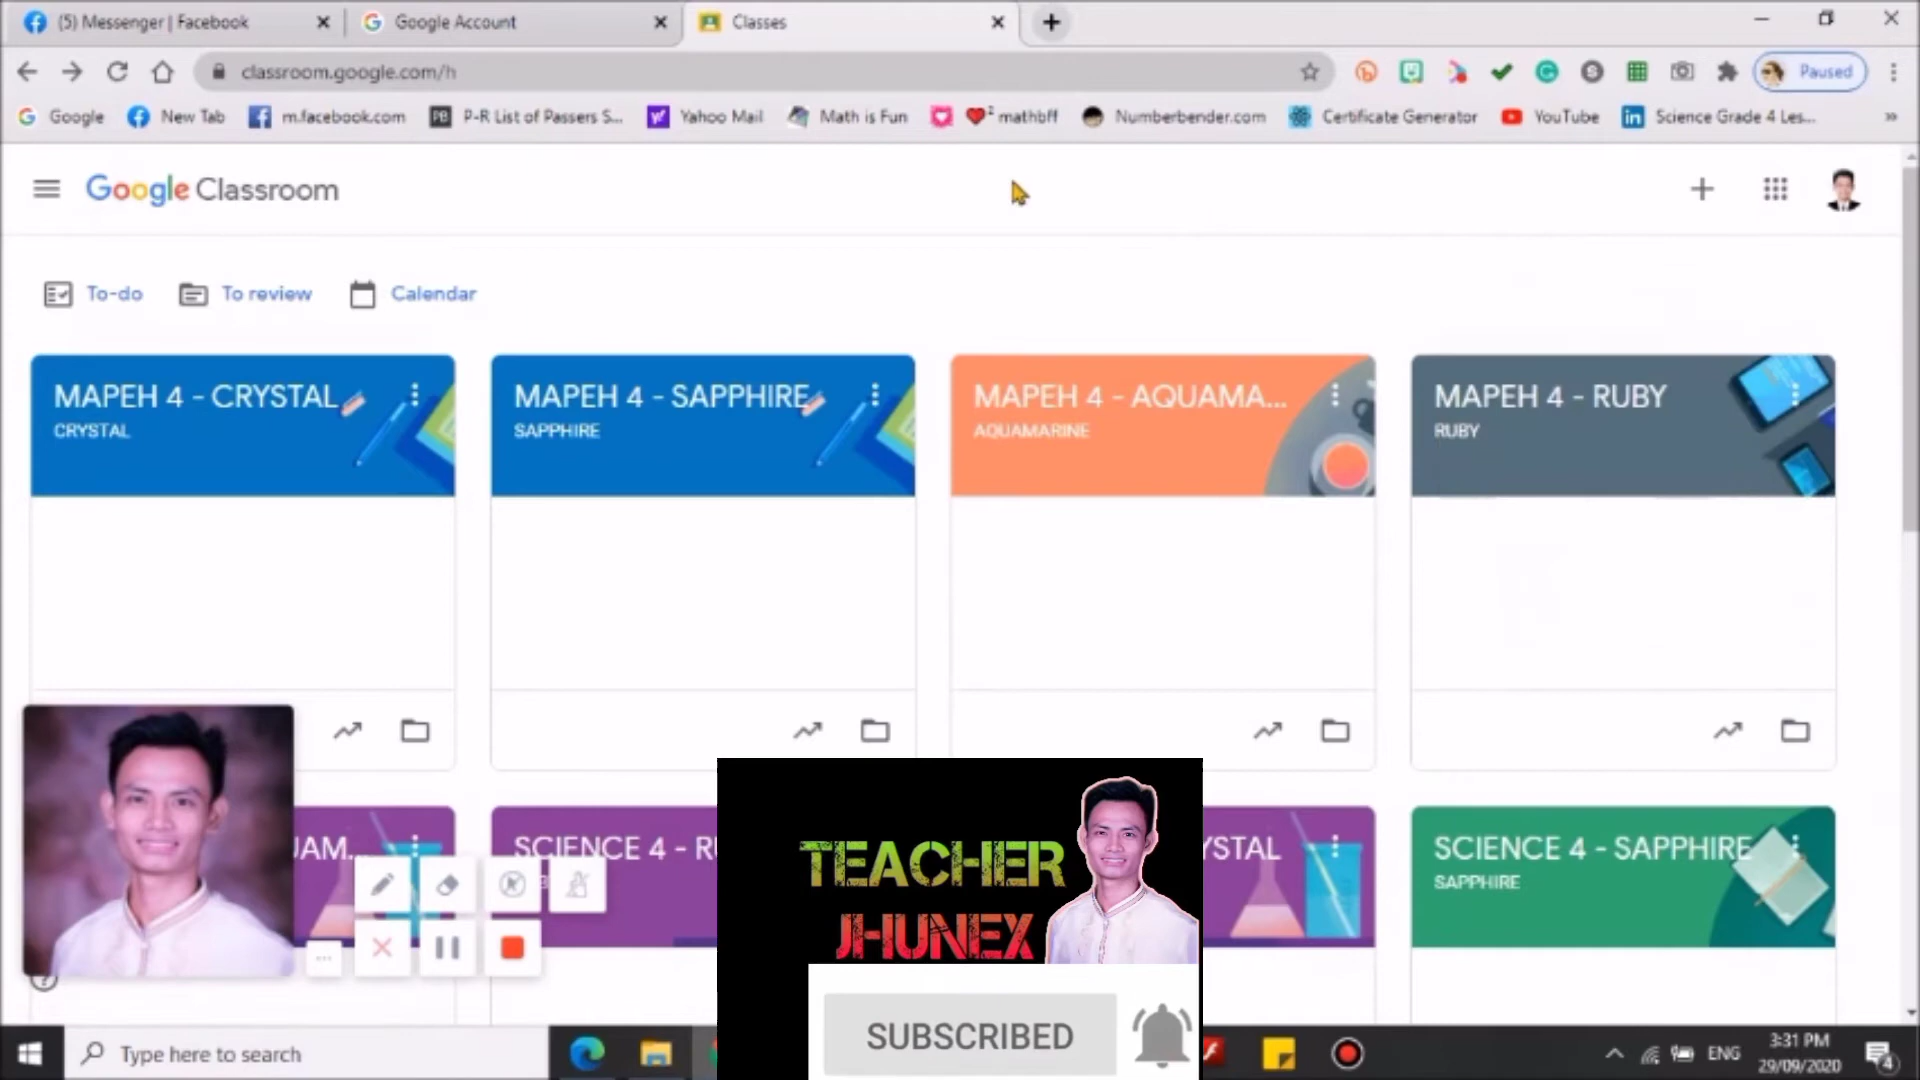 (5) Messenger | Facebook
Google Account
Classes
classroom.google.com/h
Paused
Google
New Tab
m.facebook.com
P-R List of Passers S...
Yahoo Mail
Math is Fun
mathbff
Numberbender.com
Certificate Generator
YouTube
Science Grade 4 Les...
Google Classroom
To-do
To review
Calendar
MAPEH 4 - CRYSTAL
CRYSTAL
MAPEH 4 - SAPPHIRE
SAPPHIRE
MAPEH 4 - AQUAMA...
AQUAMARINE
MAPEH 4 - RUBY
RUBY
SCIENCE 4 - RU
SCIENCE 4 - SAPPHIRE
SAPPHIRE
TEACHER
JHUNEX
SUBSCRIBED
Type here to search
ENG
3:31 PM
29/09/2020